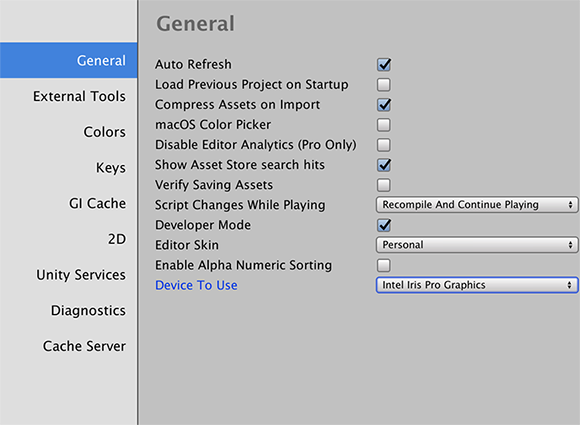 General
General
External Tools
Colors
Keys
GI Cache
2D
Unity Services
Diagnostics
Cache Server
Auto Refresh
Load Previous Project on Startup
Compress Assets on Import
macOS Color Picker
Disable Editor Analytics (Pro Only)
Show Asset Store search hits
Verify Saving Assets
Script Changes While Playing Recompile And Continue Playing
Developer Mode
Editor Skin Personal
Enable Alpha Numeric Sorting
Device To Use Intel Iris Pro Graphics